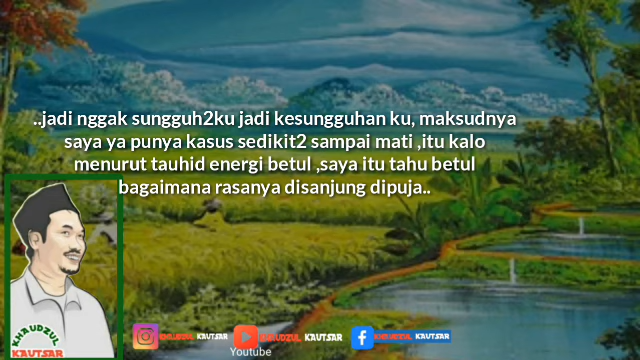 ..jadi nggak sungguh2ku jadi kesungguhan ku, maksudnya
saya ya punya kasus sedikit2 sampai mati ,itu kalo
menurut tauhid energi betul ,saya itu tahu betul
bagaimana rasanya disanjung dipuja..
KHAUDZUL
KAUTSAR
KHAUDZUL KAUTSAR
KHAUDZUL KAUTSAR
KHAUDZUL KAUTSAR
Youtube